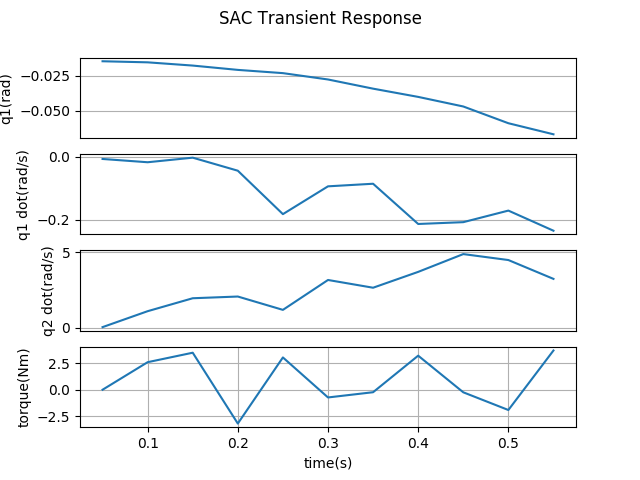 SAC Transient Response
q1(rad)
−0.025
−0.050
q1 dot(rad/s)
0.0
−0.2
q2 dot(rad/s)
5
0
torque(Nm)
2.5
0.0
−2.5
0.1 0.2 0.3 0.4 0.5
time(s)